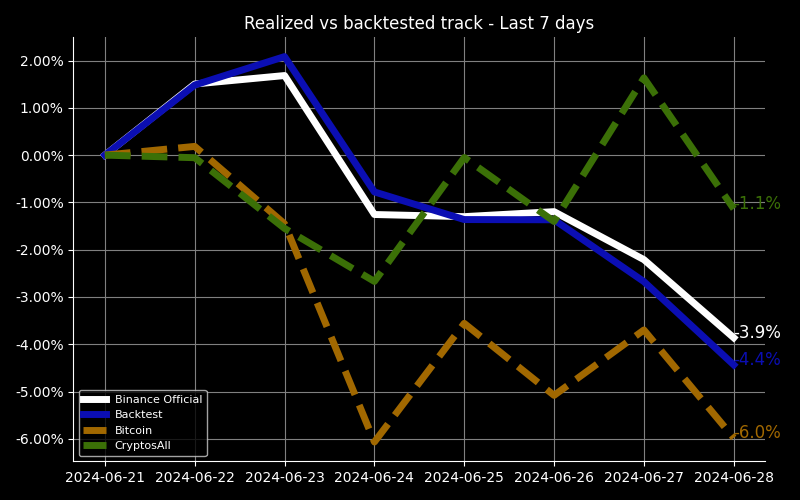 Realized vs backtested track - Last 7 days
2.00%
1.00%
0.00%
-1.00%
-2.00%
-3.00%
-4.00%
-5.00%
-6.00%
-1.1%
-3.9%
-4.4%
-6.0%
Binance Official
Backtest
Bitcoin
CryptosAll
2024-06-21 2024-06-22 2024-06-23 2024-06-24 2024-06-25 2024-06-26 2024-06-27 2024-06-28